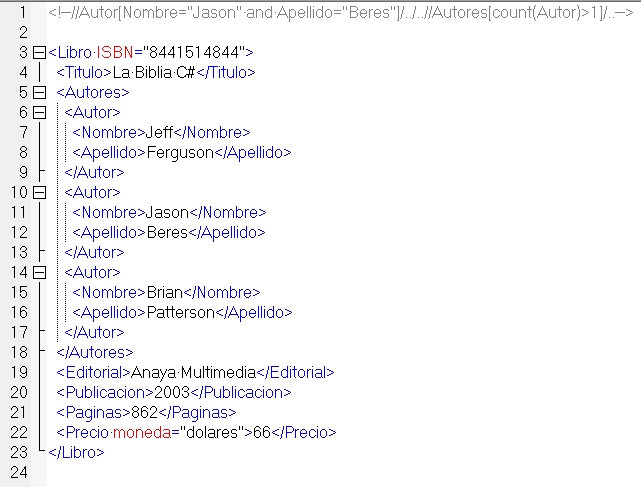 1 <!--//Autor[Nombre="Jason" and Apellido="Beres"]/../..//Autores[count(Autor)>1]/..-->
2
3 <Libro ISBN="8441514844">
4 <Titulo>La Biblia C#</Titulo>
5 <Autores>
6 <Autor>
7 <Nombre>Jeff</Nombre>
8 <Apellido>Ferguson</Apellido>
9 </Autor>
10 <Autor>
11 <Nombre>Jason</Nombre>
12 <Apellido>Beres</Apellido>
13 </Autor>
14 <Autor>
15 <Nombre>Brian</Nombre>
16 <Apellido>Patterson</Apellido>
17 </Autor>
18 </Autores>
19 <Editorial>Anaya Multimedia</Editorial>
20 <Publicacion>2003</Publicacion>
21 <Paginas>862</Paginas>
22 <Precio moneda="dolares">66</Precio>
23 </Libro>
24